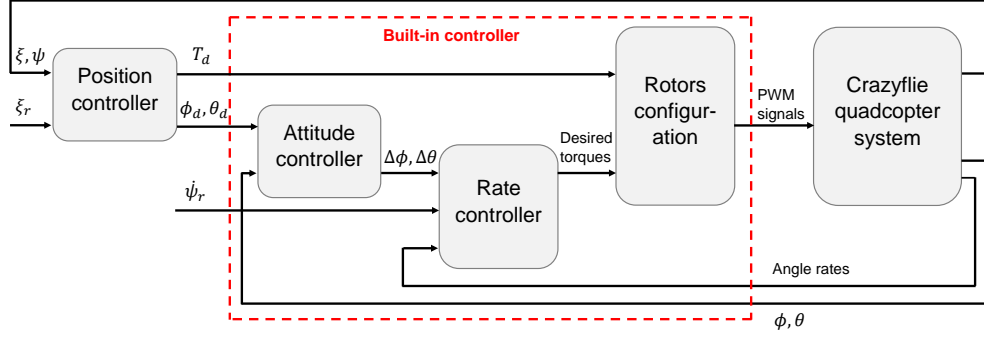 Built-in controller
ξ, ψ
ξ_r
Position
controller
T_d
ϕ_d, θ_d
Attitude
controller
Δϕ, Δθ
ψ̇_r
Rate
controller
Desired
torques
Rotors
configur-
ation
PWM
signals
Crazyflie
quadcopter
system
Angle rates
ϕ, θ